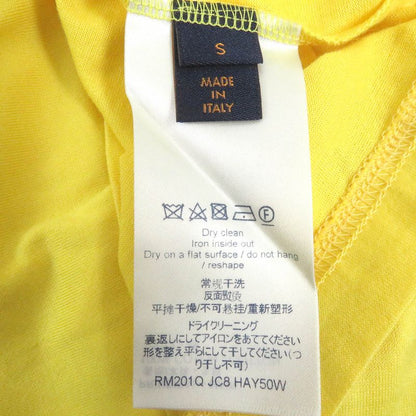 S
MADE
IN
ITALY
Dry clean
Iron inside out
Dry on a flat surface / do not hang
/ reshape
常规干洗
反面熨烫
平摊干燥/不可悬挂/重新塑形
ドライクリーニング
裏返しにしてアイロンをあててください
形を整え平らにして干してください(つ
り干し不可)
RM201Q JC8 HAY50W